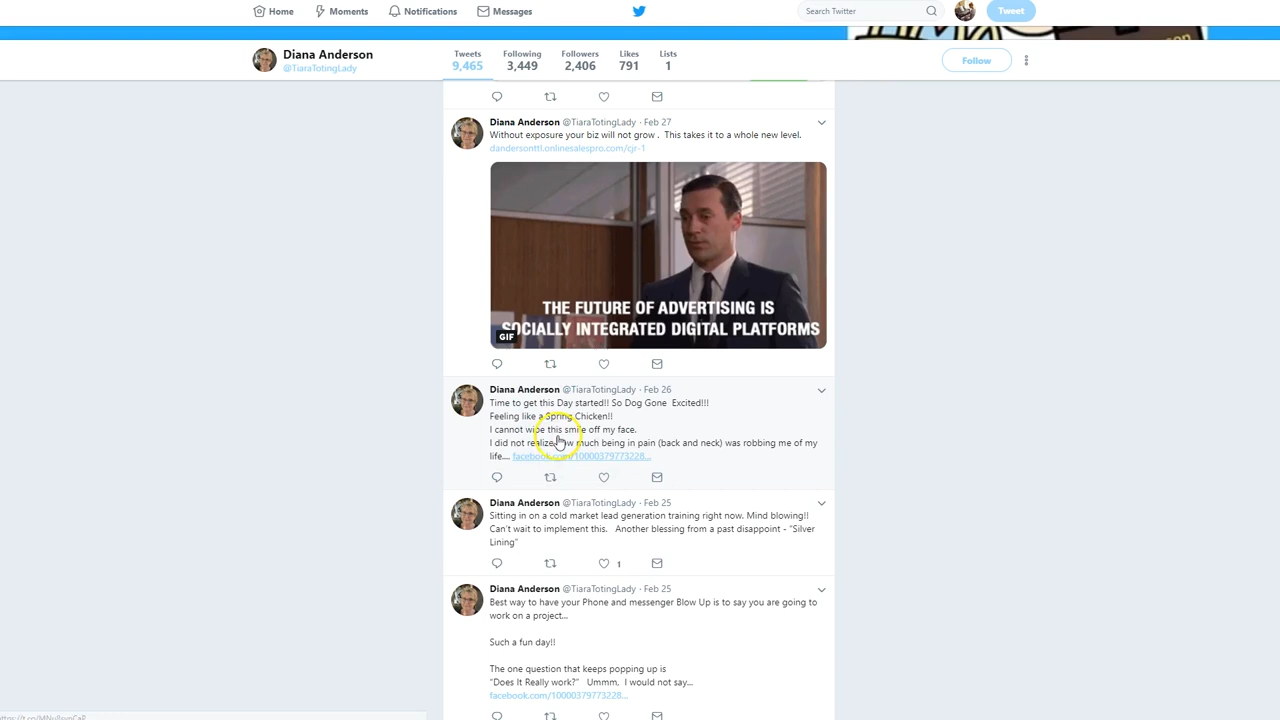 Home Moments Notifications Messages Search Twitter Tweet
Diana Anderson
@TiaraTotingLady
Tweets Following Followers Likes Lists
9,465 3,449 2,406 791 1
Follow
Diana Anderson @TiaraTotingLady · Feb 27
Without exposure your biz will not grow . This takes it to a whole new level.
dandersonttl.onlinesalespro.com/cjr-1
THE FUTURE OF ADVERTISING IS
SOCIALLY INTEGRATED DIGITAL PLATFORMS
GIF
Diana Anderson @TiaraTotingLady · Feb 26
Time to get this Day started!! So Dog Gone Excited!!!
Feeling like a Spring Chicken!!
I cannot wipe this smile off my face.
I did not realize how much being in pain (back and neck) was robbing me of my
life.... facebook.com/10000379773228...
Diana Anderson @TiaraTotingLady · Feb 25
Sitting in on a cold market lead generation training right now. Mind blowing!!
Can't wait to implement this. Another blessing from a past disappoint - "Silver
Lining"
1
Diana Anderson @TiaraTotingLady · Feb 25
Best way to have your Phone and messenger Blow Up is to say you are going to
work on a project...
Such a fun day!!
The one question that keeps popping up is
"Does It Really work?" Ummm, I would not say...
facebook.com/10000379773228...